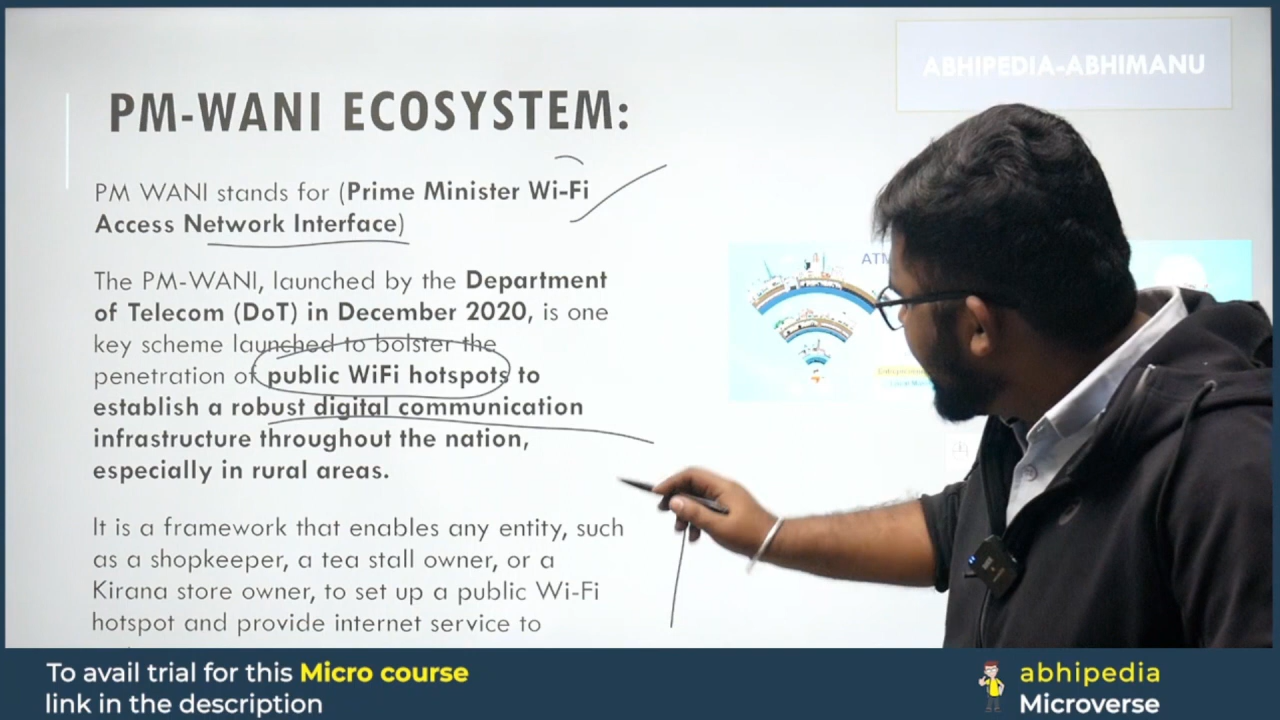 ABHIPEDIA-ABHIMANU
PM-WANI ECOSYSTEM:
PM WANI stands for (Prime Minister Wi-Fi
Access Network Interface)
The PM-WANI, launched by the Department
of Telecom (DoT) in December 2020, is one
key scheme launched to bolster the
penetration of public WiFi hotspots to
establish a robust digital communication
infrastructure throughout the nation,
especially in rural areas.
It is a framework that enables any entity, such
as a shopkeeper, a tea stall owner, or a
Kirana store owner, to set up a public Wi-Fi
hotspot and provide internet service to
To avail trial for this Micro course
link in the description
abhipedia
Microverse